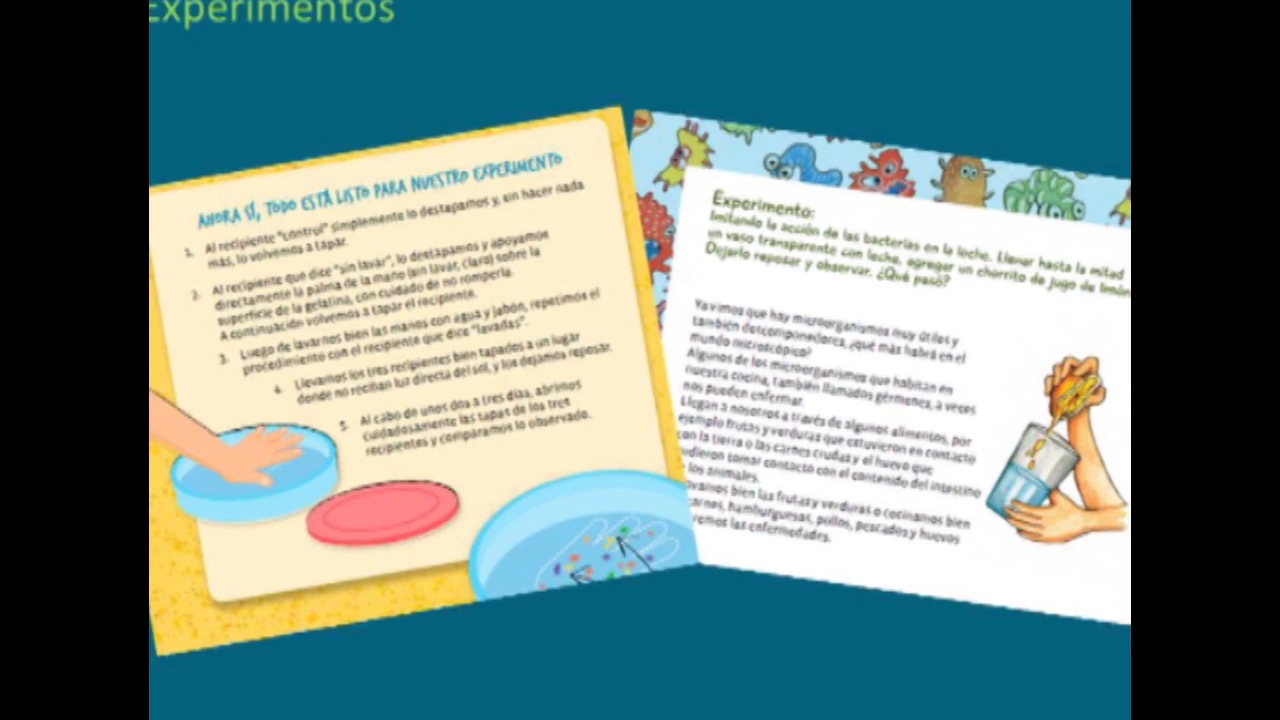 Experimentos
AHORA SÍ, TODO ESTÁ LISTO PARA NUESTRO EXPERIMENTO
1. Al recipiente "control" simplemente lo destapamos y, sin hacer nada
más, lo volvemos a tapar.
2. Al recipiente que dice "sin lavar", lo destapamos y apoyamos
directamente la palma de la mano (sin lavar, claro) sobre la
superficie de la gelatina, con cuidado de no romperla.
A continuación volvemos a tapar el recipiente.
3. Luego de lavarnos bien las manos con agua y jabón, repetimos el
procedimiento con el recipiente que dice "lavadas".
4. Llevamos los tres recipientes bien tapados a un lugar
donde no reciban luz directa del sol, y los dejamos reposar.
5. Al cabo de unos dos a tres días, abrimos
cuidadosamente las tapas de los tres
recipientes y comparamos lo observado.
Experimento:
Imitando la acción de las bacterias en la leche. Llenar hasta la mitad
un vaso transparente con leche, agregar un chorrito de jugo de limón
Dejarlo reposar y observar. ¿Qué pasó?
Ya vimos que hay microorganismos muy útiles y
también descomponedores, ¿qué más habrá en el
mundo microscópico?
Algunos de los microorganismos que habitan en
nuestra cocina, también llamados gérmenes, a veces
nos pueden enfermar.
Llegan a nosotros a través de algunos alimentos, por
ejemplo frutas y verduras que estuvieron en contacto
con la tierra o las carnes crudas y el huevo que
udieron tomar contacto con el contenido del intestino
los animales.
avamos bien las frutas y verduras o cocinamos bien
carnes, hamburguesas, pollos, pescados y huevos
remos las enfermedades.